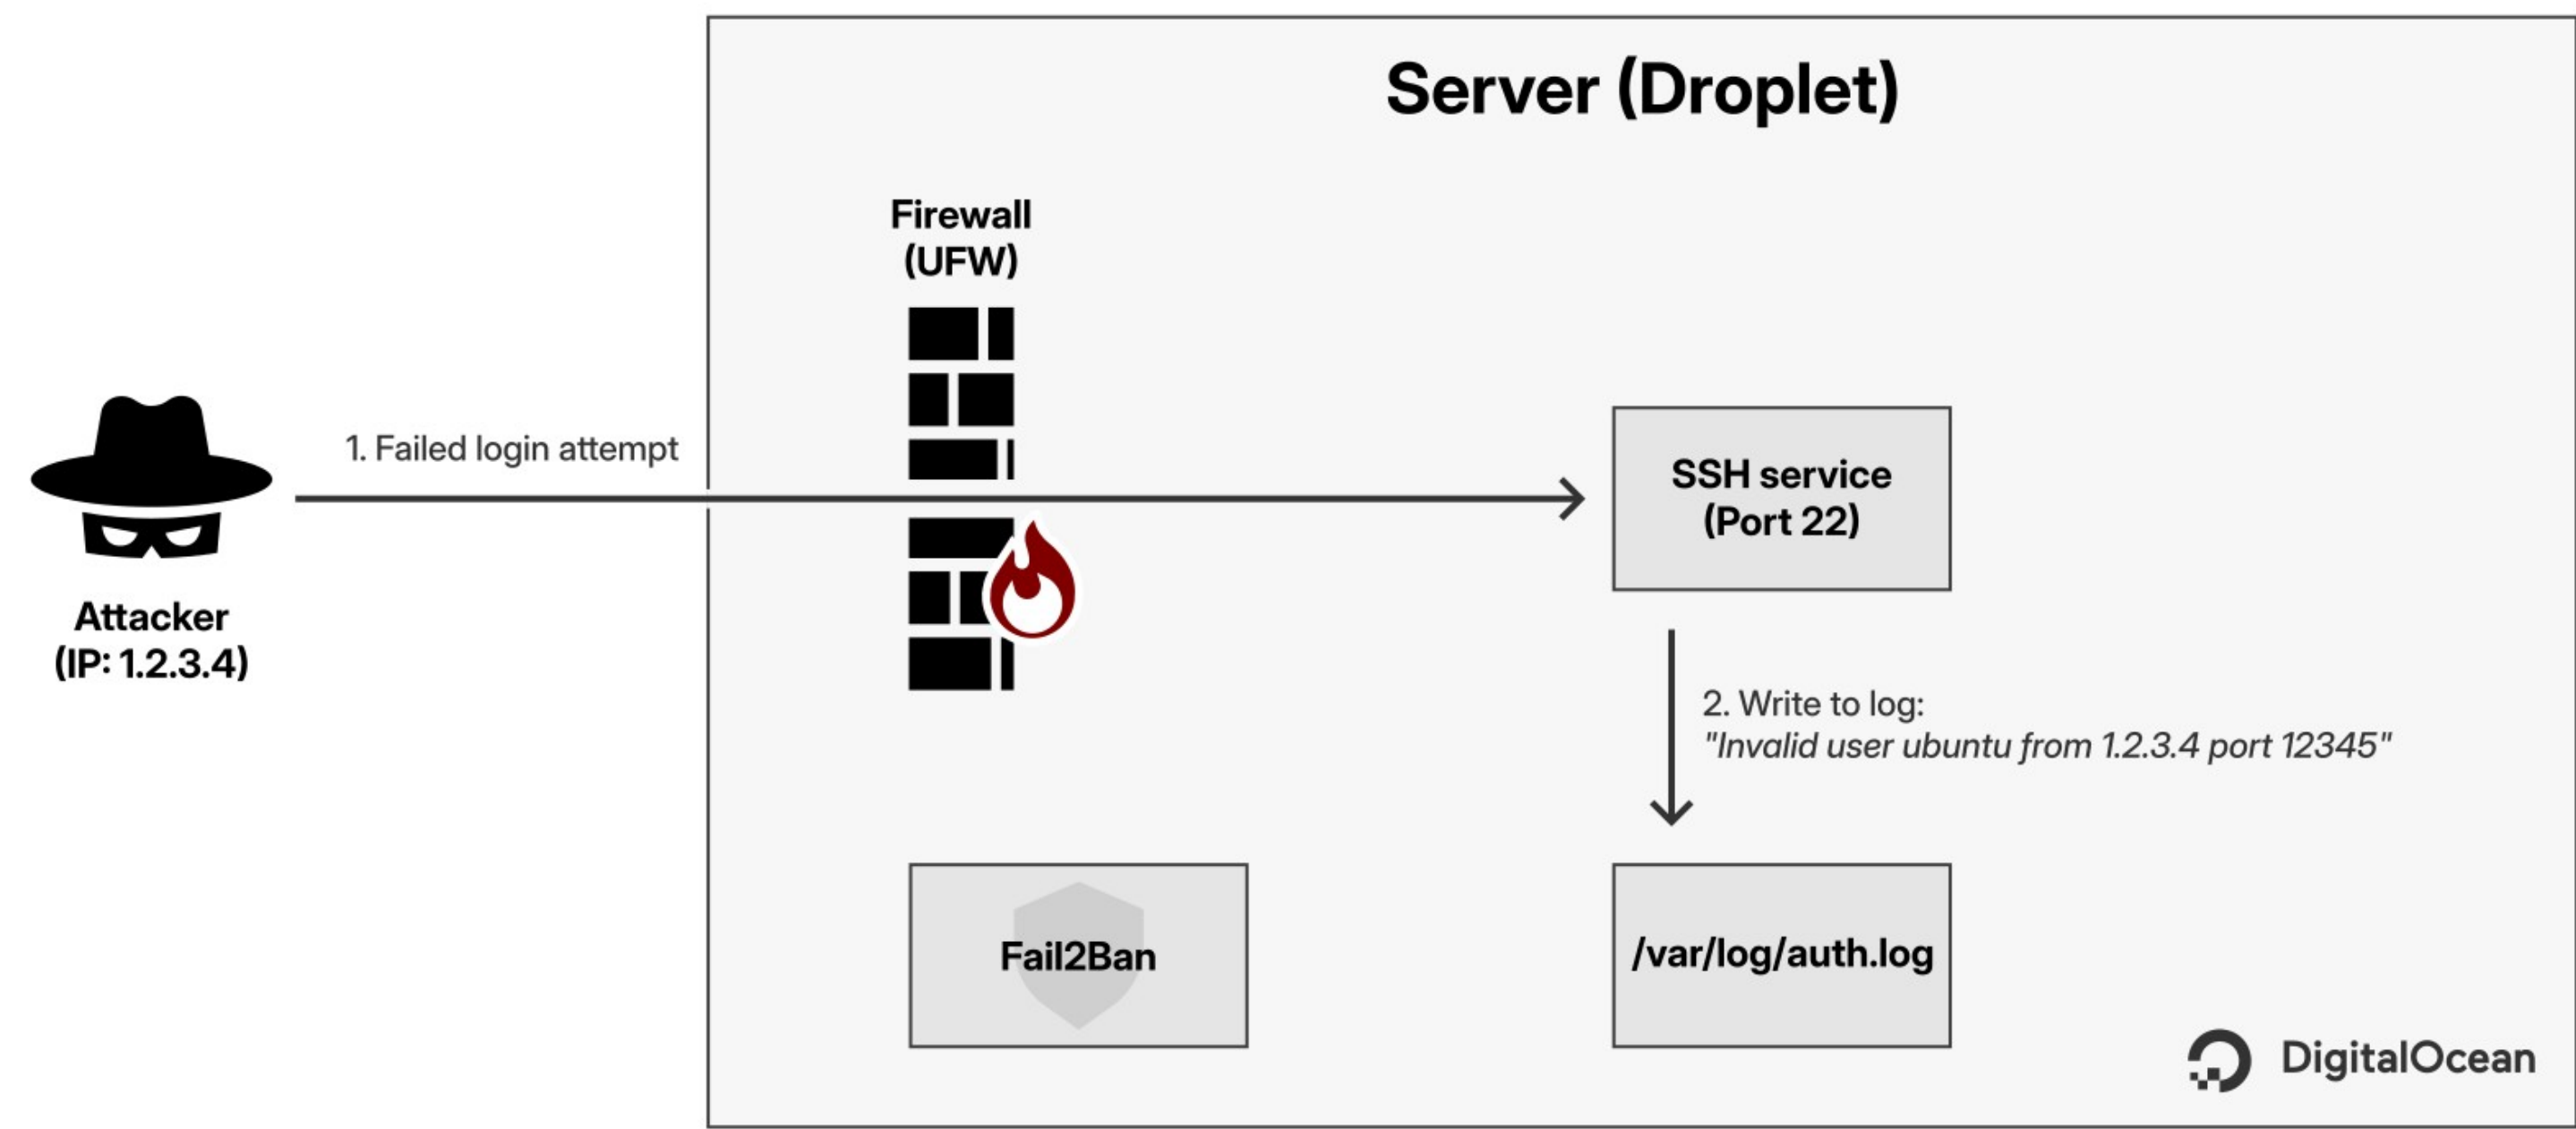 Server (Droplet)
Firewall
(UFW)
1. Failed login attempt
SSH service
(Port 22)
Attacker
(IP: 1.2.3.4)
2. Write to log:
"Invalid user ubuntu from 1.2.3.4 port 12345"
Fail2Ban
/var/log/auth.log
DigitalOcean